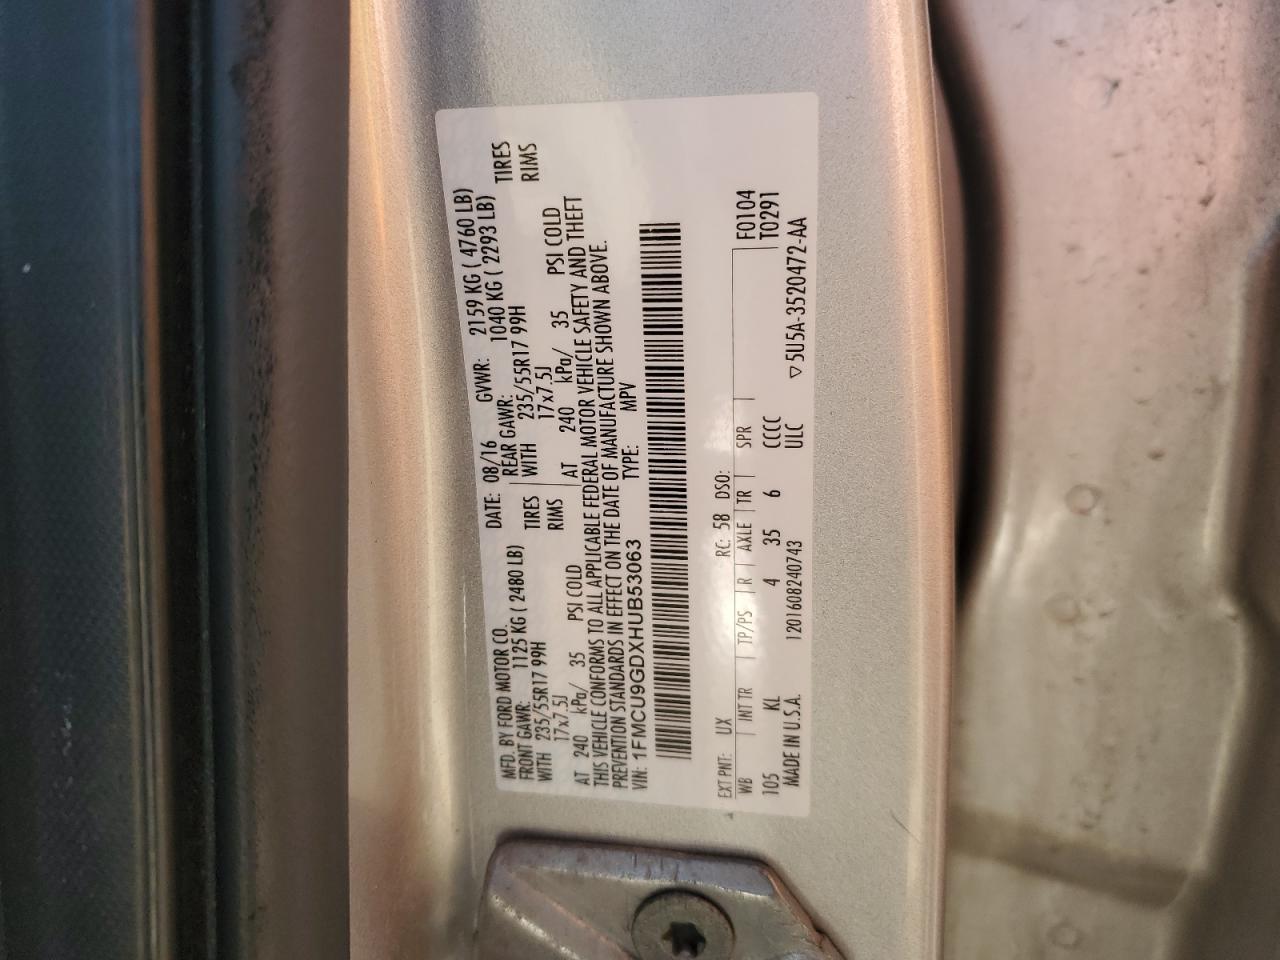 MFD. BY FORD MOTOR CO.
DATE: 08/16 GVWR: 2159 KG ( 4760 LB)
FRONT GAWR: 1125 KG ( 2480 LB) REAR GAWR: 1040 KG ( 2293 LB)
WITH 235/55R17 99H TIRES WITH 235/55R17 99H TIRES
17x7.5J RIMS 17x7.5J RIMS
AT 240 kPa/ 35 PSI COLD AT 240 kPa/ 35 PSI COLD
THIS VEHICLE CONFORMS TO ALL APPLICABLE FEDERAL MOTOR VEHICLE SAFETY AND THEFT
PREVENTION STANDARDS IN EFFECT ON THE DATE OF MANUFACTURE SHOWN ABOVE.
VIN: 1FMCU9GDXHUB53063 TYPE: MPV
EXT PNT: UX RC: 58 DSO: F0104
WB INT TR TP/PS R AXLE TR SPR T0291
105 KL 4 35 6 CCCC
MADE IN U.S.A. 1201608240743 ULC ▽5U5A-3520472-AA